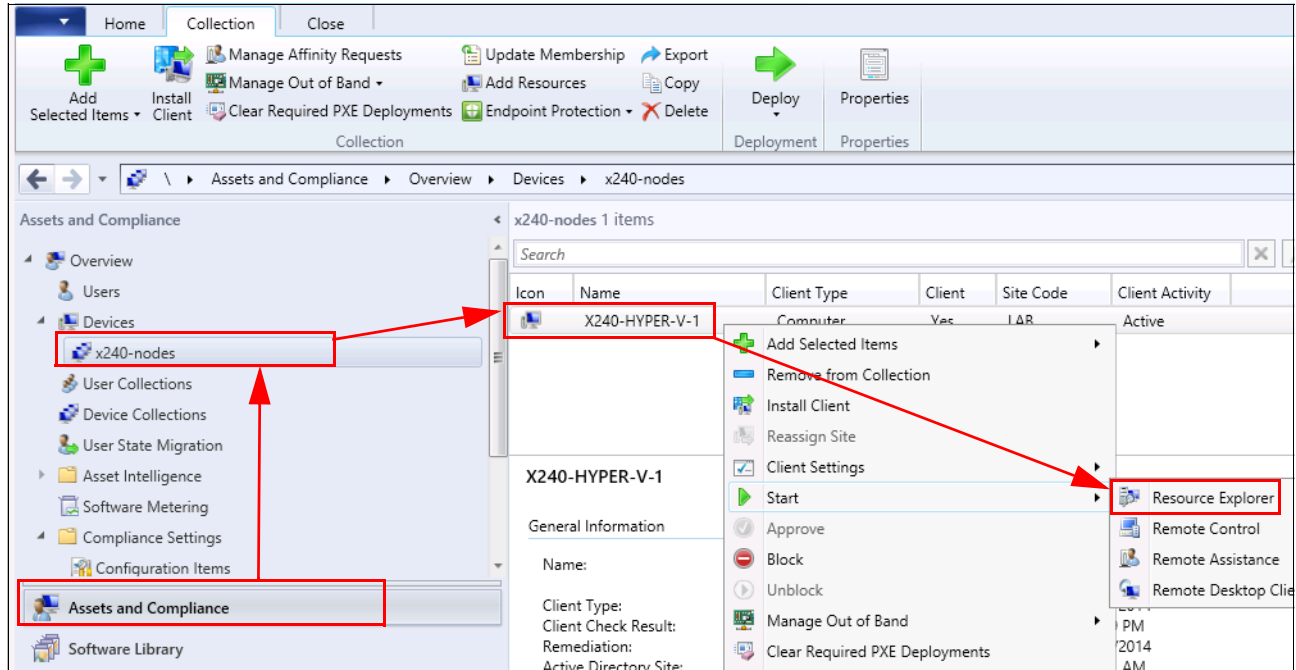 Home Collection Close
Manage Affinity Requests Update Membership Export
Manage Out of Band Add Resources Copy
Add Selected Items Install Client Clear Required PXE Deployments Endpoint Protection Delete Deploy Properties
Collection Deployment Properties
\ Assets and Compliance Overview Devices x240-nodes
Assets and Compliance
x240-nodes 1 items
Overview
Users
Devices
x240-nodes
User Collections
Device Collections
User State Migration
Asset Intelligence
Software Metering
Compliance Settings
Configuration Items
Assets and Compliance
Software Library
Search
Icon Name Client Type Client Site Code Client Activity
X240-HYPER-V-1 Computer Yes LAB Active
Add Selected Items
Remove from Collection
Install Client
Reassign Site
Client Settings
Start
Approve
Block
Unblock
Manage Out of Band
Clear Required PXE Deployments
Resource Explorer
Remote Control
Remote Assistance
Remote Desktop Clie
X240-HYPER-V-1
General Information
Name:
Client Type:
Client Check Result:
Remediation:
Active Directory Site:
PM
/2014
AM